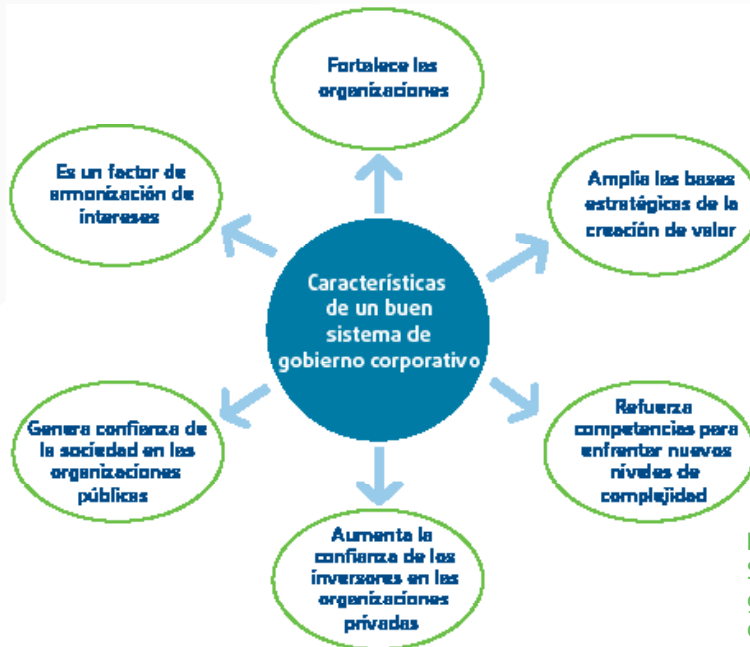 Fortalece las
organizaciones
Es un factor de
armonización de
intereses
Amplía las bases
estratégicas de la
creación de valor
Características
de un buen
sistema de
gobierno corporativo
Genera confianza de
la sociedad en las
organizaciones
públicas
Refuerza
competencias para
enfrentar nuevos
niveles de
complejidad
Aumenta la
confianza de los
inversores en las
organizaciones
privadas